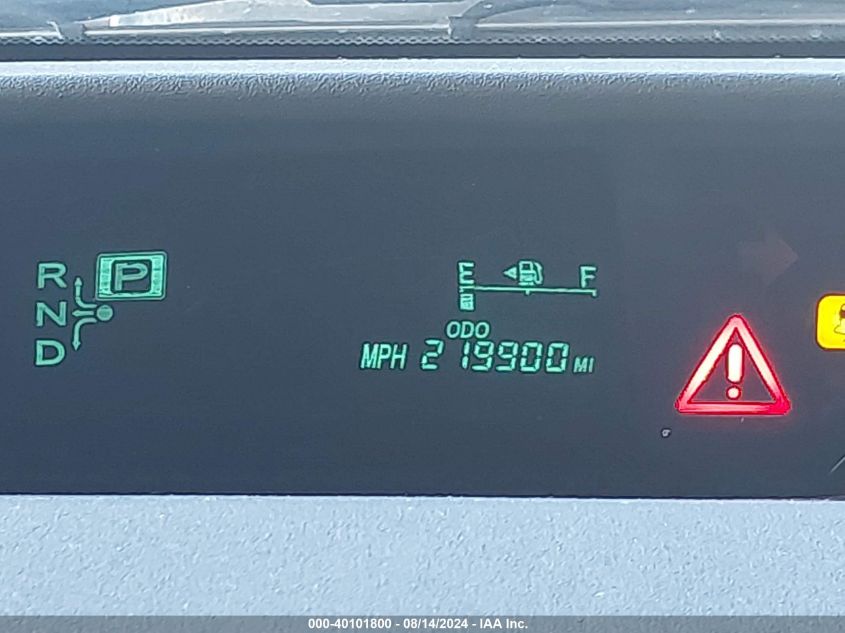 R P
N
D
E F
ODO
MPH 219900 MI
000-40101800 - 08/14/2024 - IAA Inc.